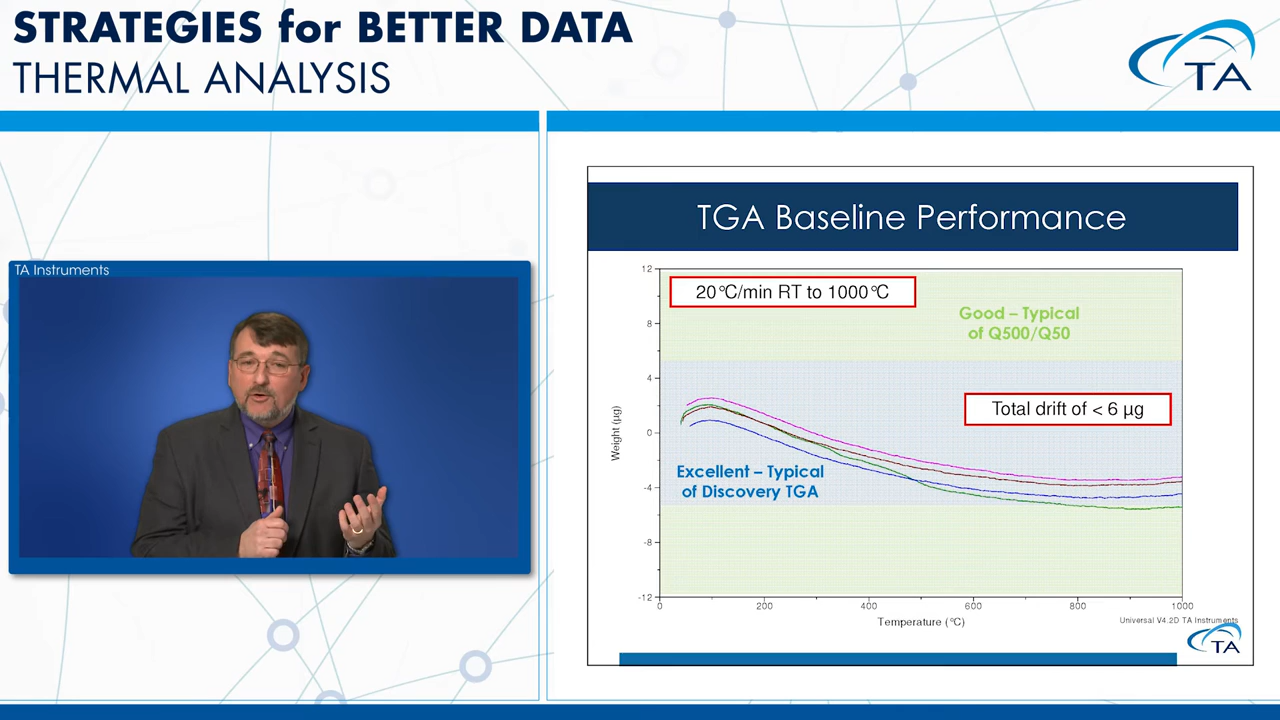 STRATEGIES for BETTER DATA
THERMAL ANALYSIS
TA
TA Instruments
TGA Baseline Performance
12
20°C/min RT to 1000°C
Good – Typical
of Q500/Q50
8
4
Total drift of < 6 µg
Weight (µg)
0
Excellent – Typical
of Discovery TGA
-4
-8
-12
0
200
400
600
800
1000
Temperature (°C)
Universal V4.2D TA Instruments
TA